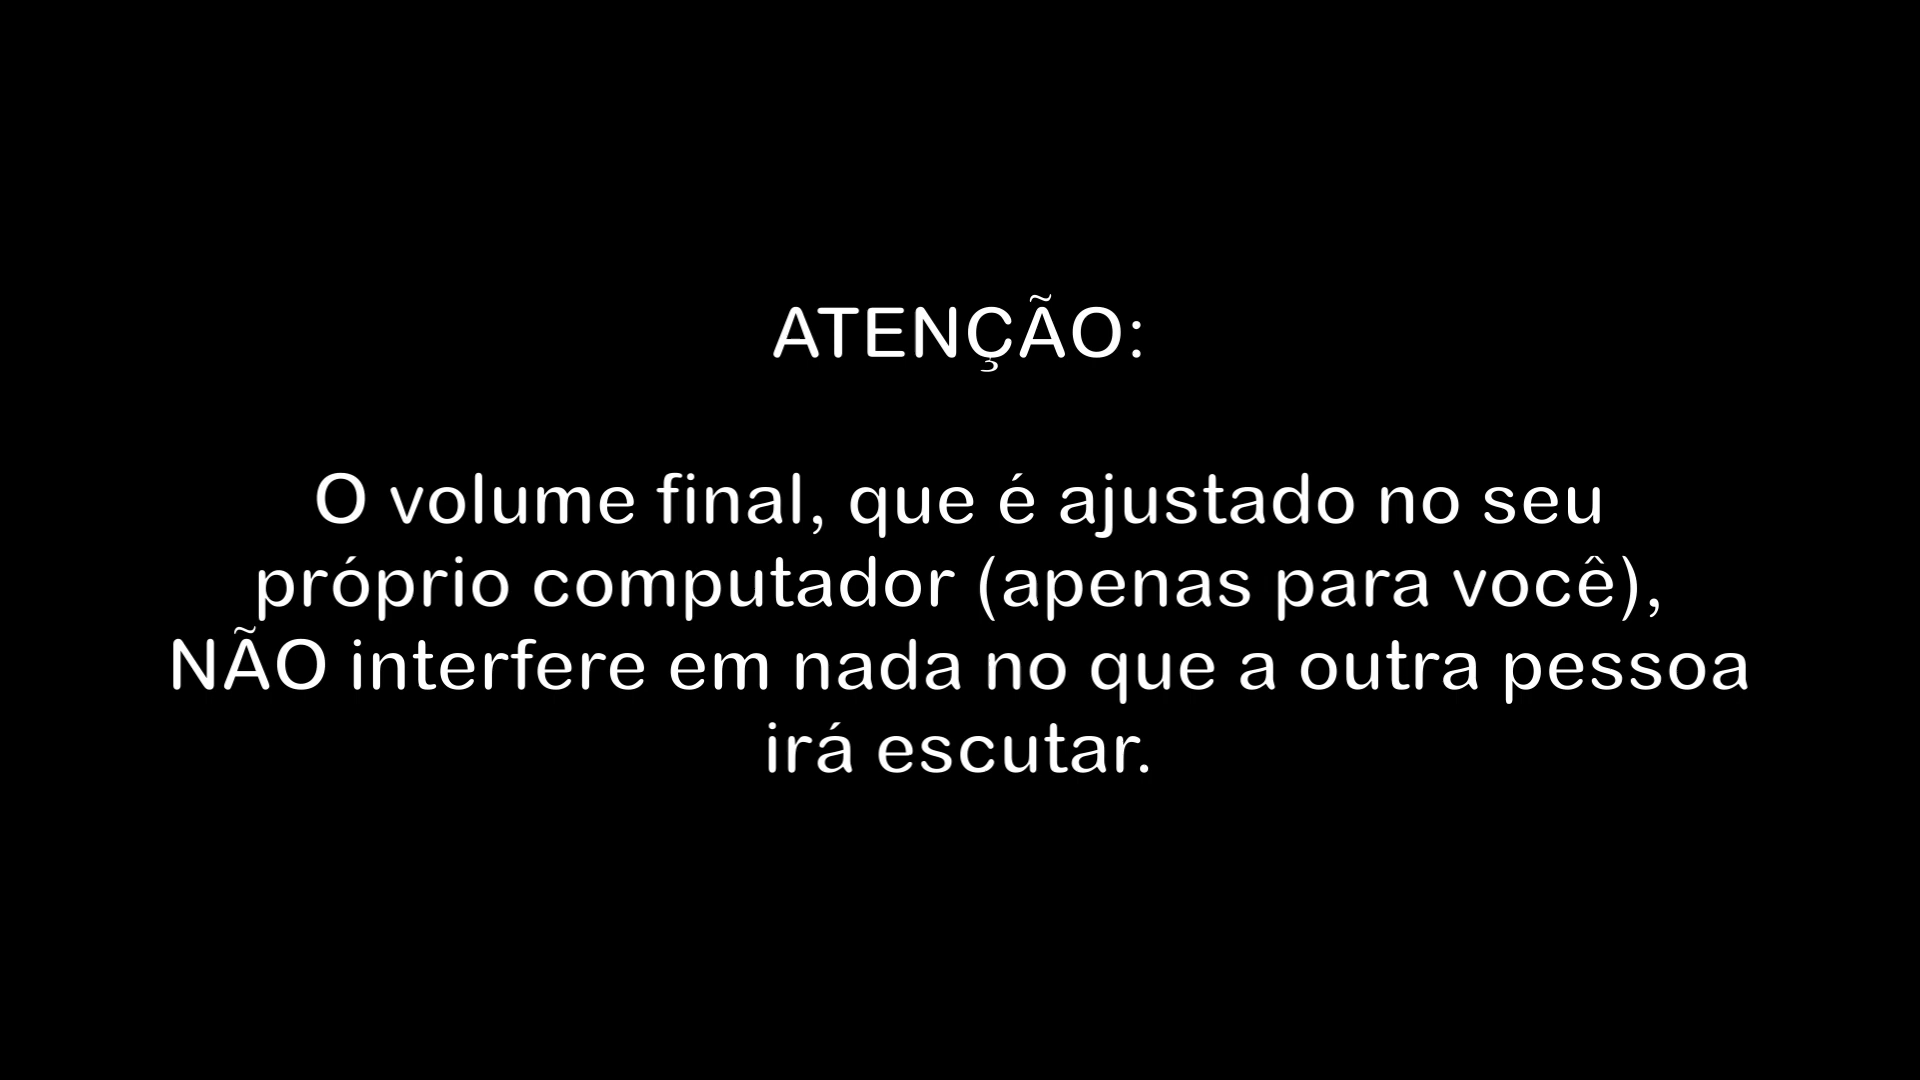 ATENÇÃO:
O volume final, que é ajustado no seu
próprio computador (apenas para você),
NÃO interfere em nada no que a outra pessoa
irá escutar.